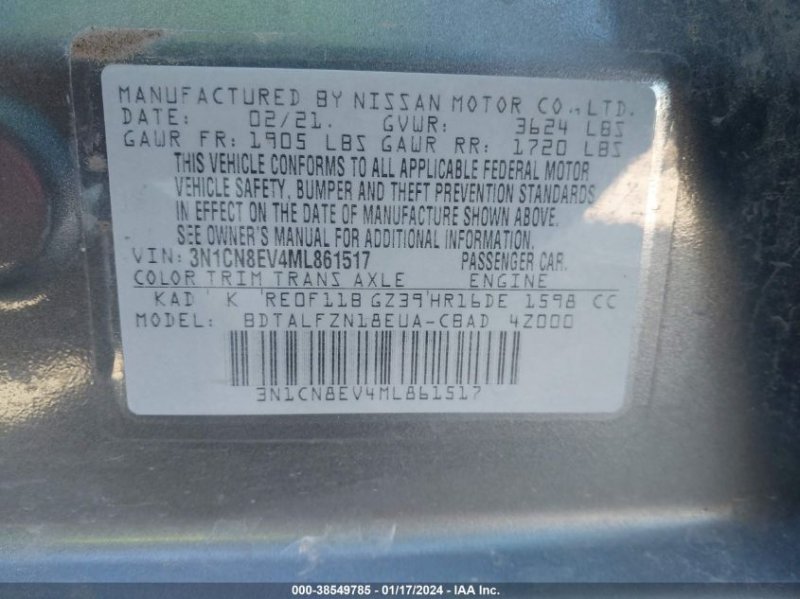 MANUFACTURED BY NISSAN MOTOR CO., LTD.
DATE: 02/21. GVWR: 3624 LBS
GAWR FR: 1905 LBS GAWR RR: 1720 LBS
THIS VEHICLE CONFORMS TO ALL APPLICABLE FEDERAL MOTOR
VEHICLE SAFETY, BUMPER AND THEFT PREVENTION STANDARDS
IN EFFECT ON THE DATE OF MANUFACTURE SHOWN ABOVE.
SEE OWNER'S MANUAL FOR ADDITIONAL INFORMATION.
VIN: 3N1CN8EV4ML861517 PASSENGER CAR.
COLOR TRIM TRANS AXLE ENGINE
KAD K RE0F11B GZ39 HR16DE 1598 CC
MODEL: BDTALFZN18EUA-CBAD 4Z000
3N1CN8EV4ML861517
000-38549785 - 01/17/2024 - IAA Inc.